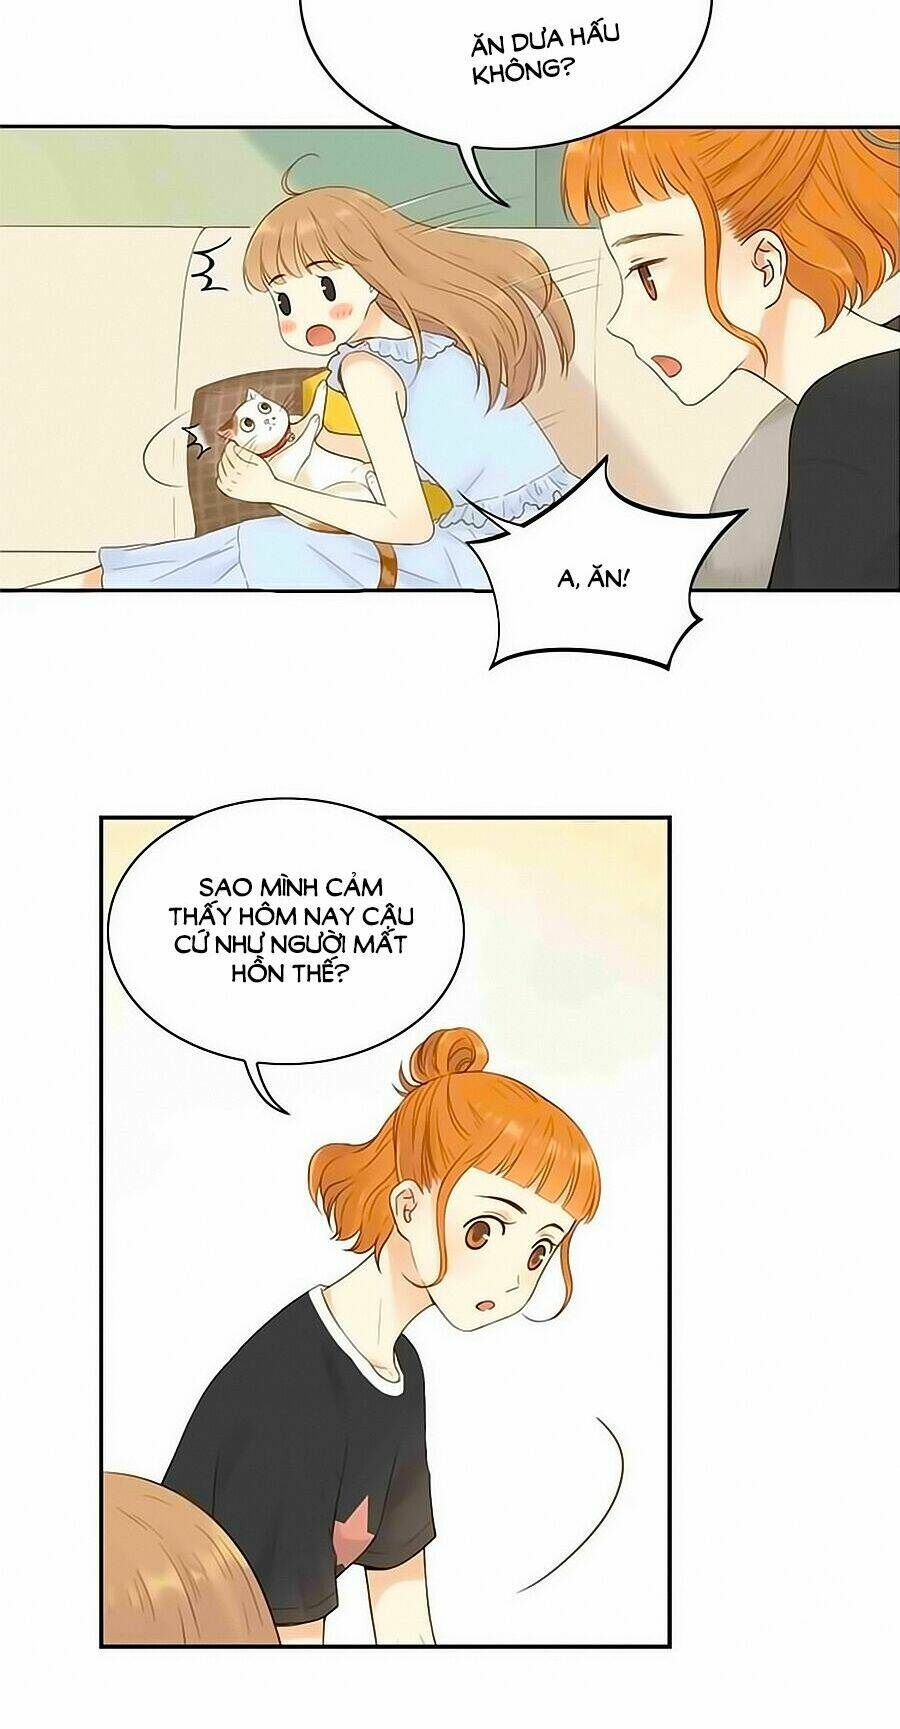 ĂN DƯA HẤU
KHÔNG?
A, ĂN!
SAO MÌNH CẢM
THẤY HÔM NAY CẬU
CỨ NHƯ NGƯỜI MẤT
HỒN THẾ?